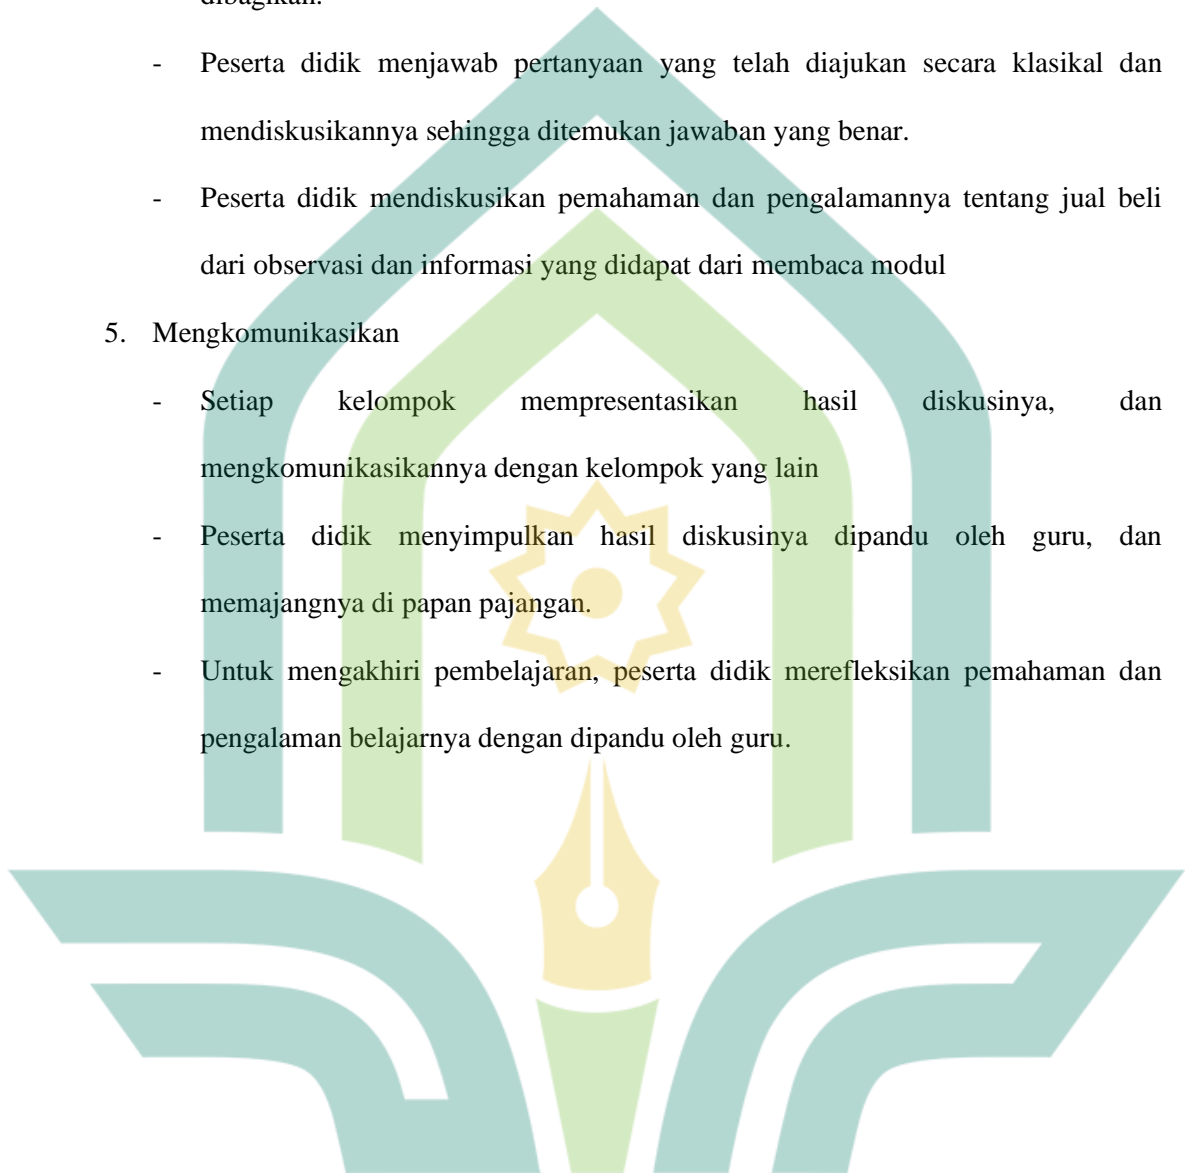 - Peserta didik menjawab pertanyaan yang telah diajukan secara klasikal dan
mendiskusikannya sehingga ditemukan jawaban yang benar.
- Peserta didik mendiskusikan pemahaman dan pengalamannya tentang jual beli
dari observasi dan informasi yang didapat dari membaca modul
5. Mengkomunikasikan
- Setiap kelompok mempresentasikan hasil diskusinya, dan
mengkomunikasikannya dengan kelompok yang lain
- Peserta didik menyimpulkan hasil diskusinya dipandu oleh guru, dan
memajangnya di papan pajangan.
- Untuk mengakhiri pembelajaran, peserta didik merefleksikan pemahaman dan
pengalaman belajarnya dengan dipandu oleh guru.